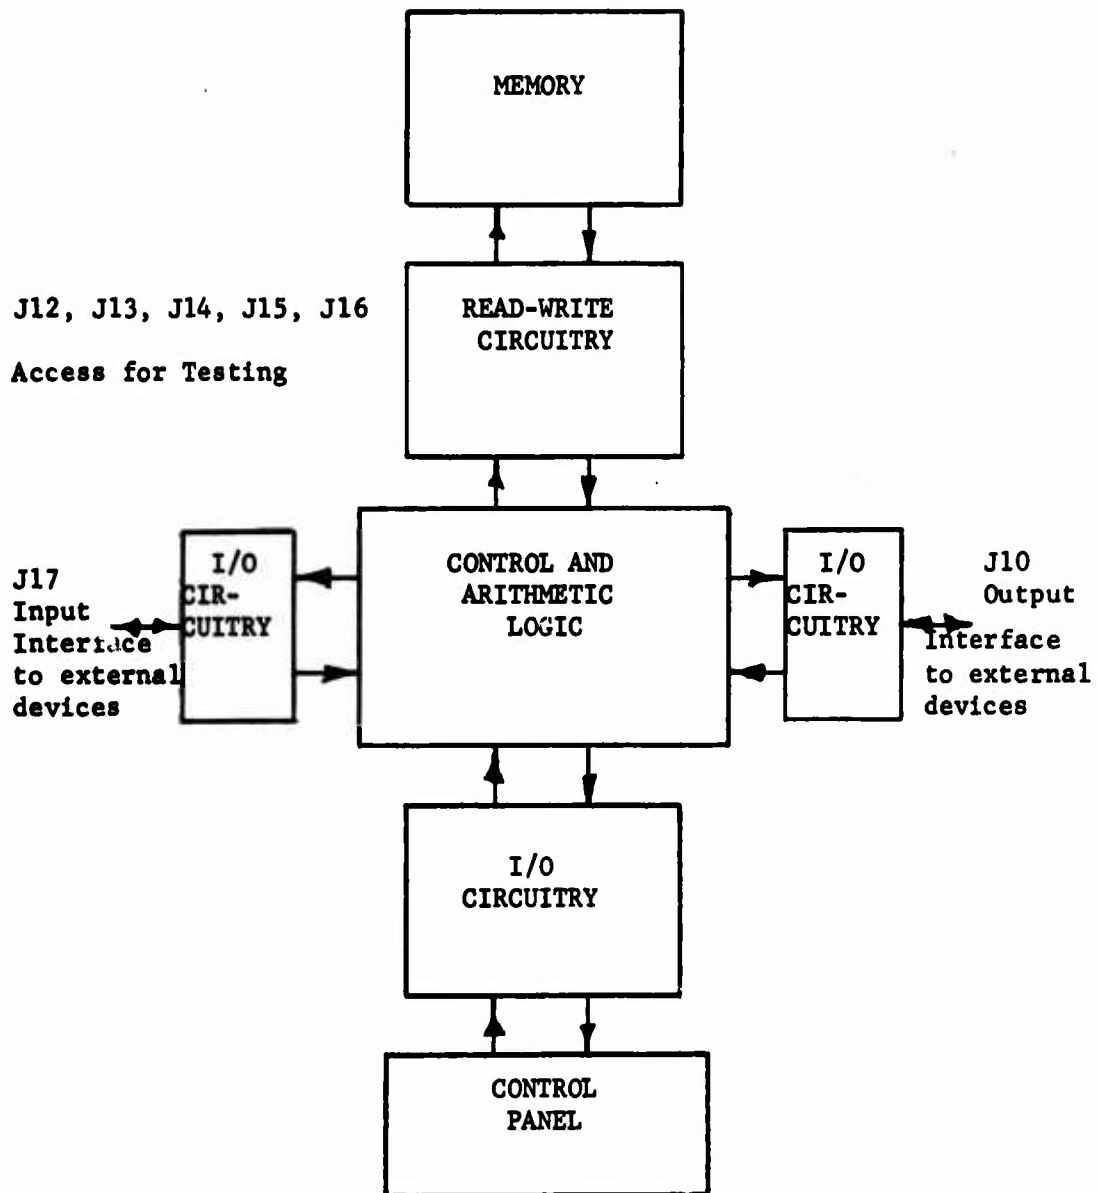 MEMORY
J12, J13, J14, J15, J16
Access for Testing
READ-WRITE
CIRCUITRY
J17
Input
Interface
to external
devices
I/O
CIR-
CUITRY
CONTROL AND
ARITHMETIC
LOGIC
I/O
CIR-
CUITRY
J10
Output
Interface
to external
devices
I/O
CIRCUITRY
CONTROL
PANEL